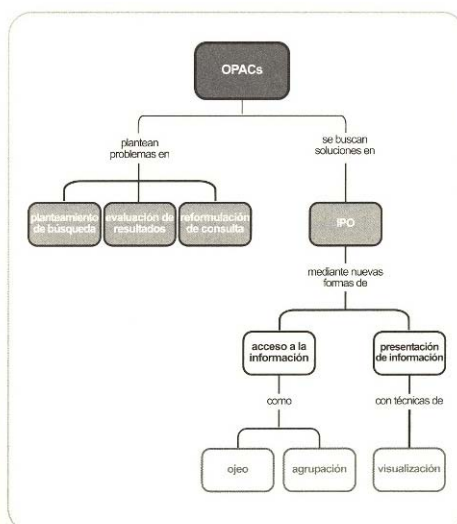 OPACs
plantean
problemas en
se buscan
soluciones en
planteamiento
de búsqueda
evaluación de
resultados
reformulación
de consulta
IPO
mediante nuevas
formas de
acceso a la
información
presentación
de información
como
con técnicas de
ojeo
agrupación
visualización